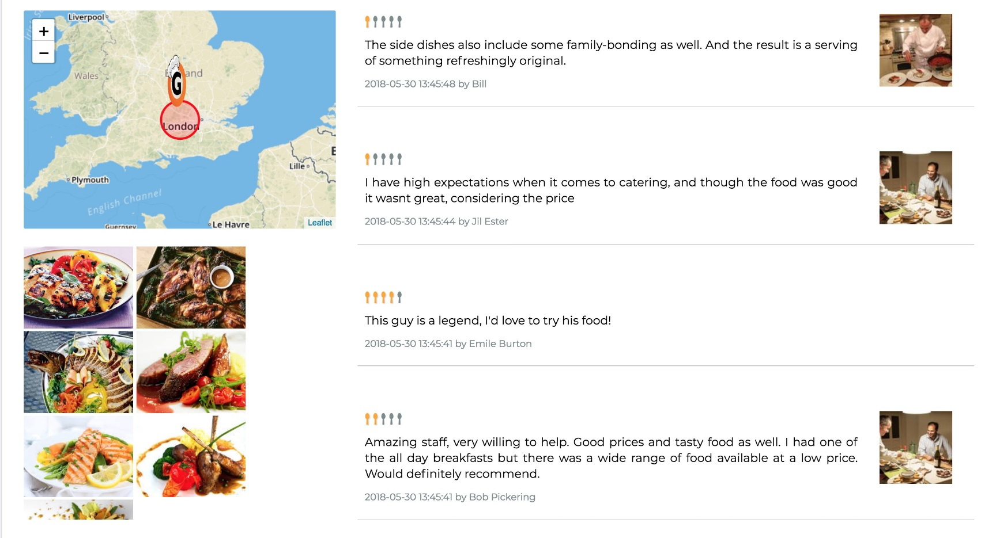 Liverpool
+
−
Wales
England
G
London
Plymouth
English Channel
Lille
Guernsey
Le Havre
Leaflet
The side dishes also include some family-bonding as well. And the result is a serving
of something refreshingly original.
2018-05-30 13:45:48 by Bill
I have high expectations when it comes to catering, and though the food was good
it wasnt great, considering the price
2018-05-30 13:45:44 by Jil Ester
This guy is a legend, I'd love to try his food!
2018-05-30 13:45:41 by Emile Burton
Amazing staff, very willing to help. Good prices and tasty food as well. I had one of
the all day breakfasts but there was a wide range of food available at a low price.
Would definitely recommend.
2018-05-30 13:45:41 by Bob Pickering